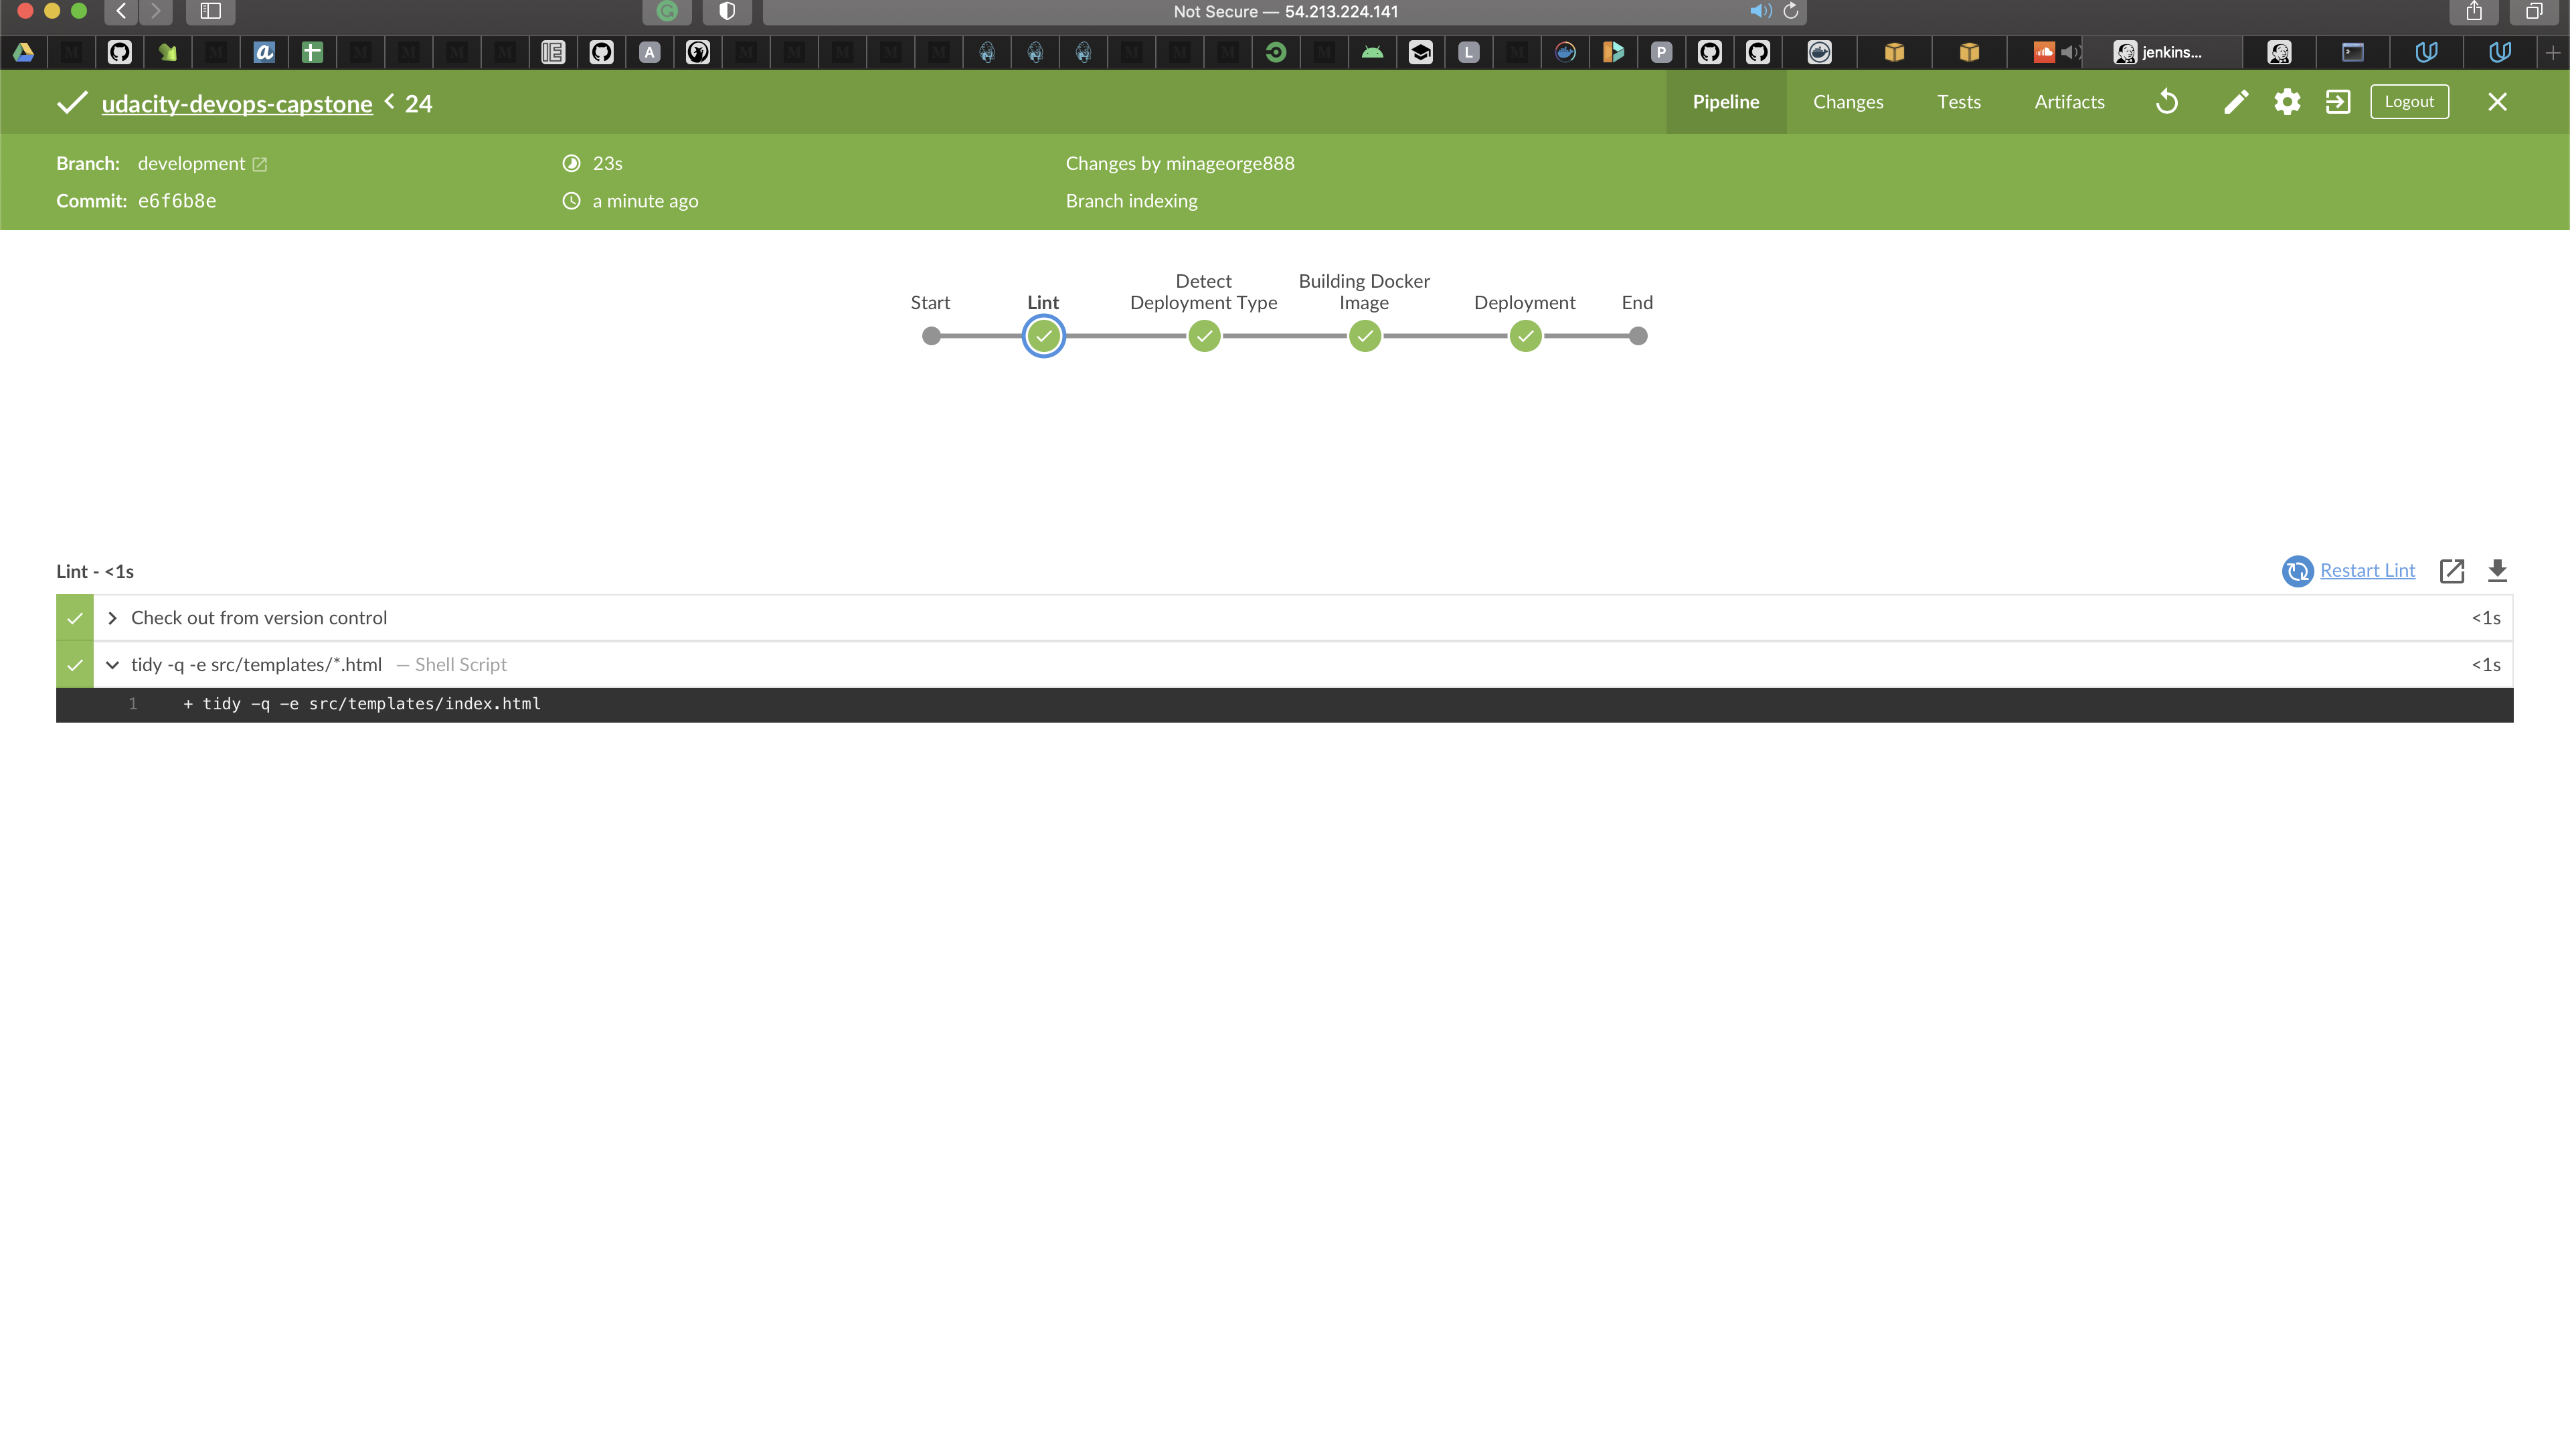 Not Secure — 54.213.224.141
jenkins...
udacity-devops-capstone < 24
Pipeline Changes Tests Artifacts Logout
Branch: development 23s Changes by minageorge888
Commit: e6f6b8e a minute ago Branch indexing
Start Lint Detect Deployment Type Building Docker Image Deployment End
Lint - <1s Restart Lint
Check out from version control <1s
tidy -q -e src/templates/*.html — Shell Script <1s
1 + tidy -q -e src/templates/index.html